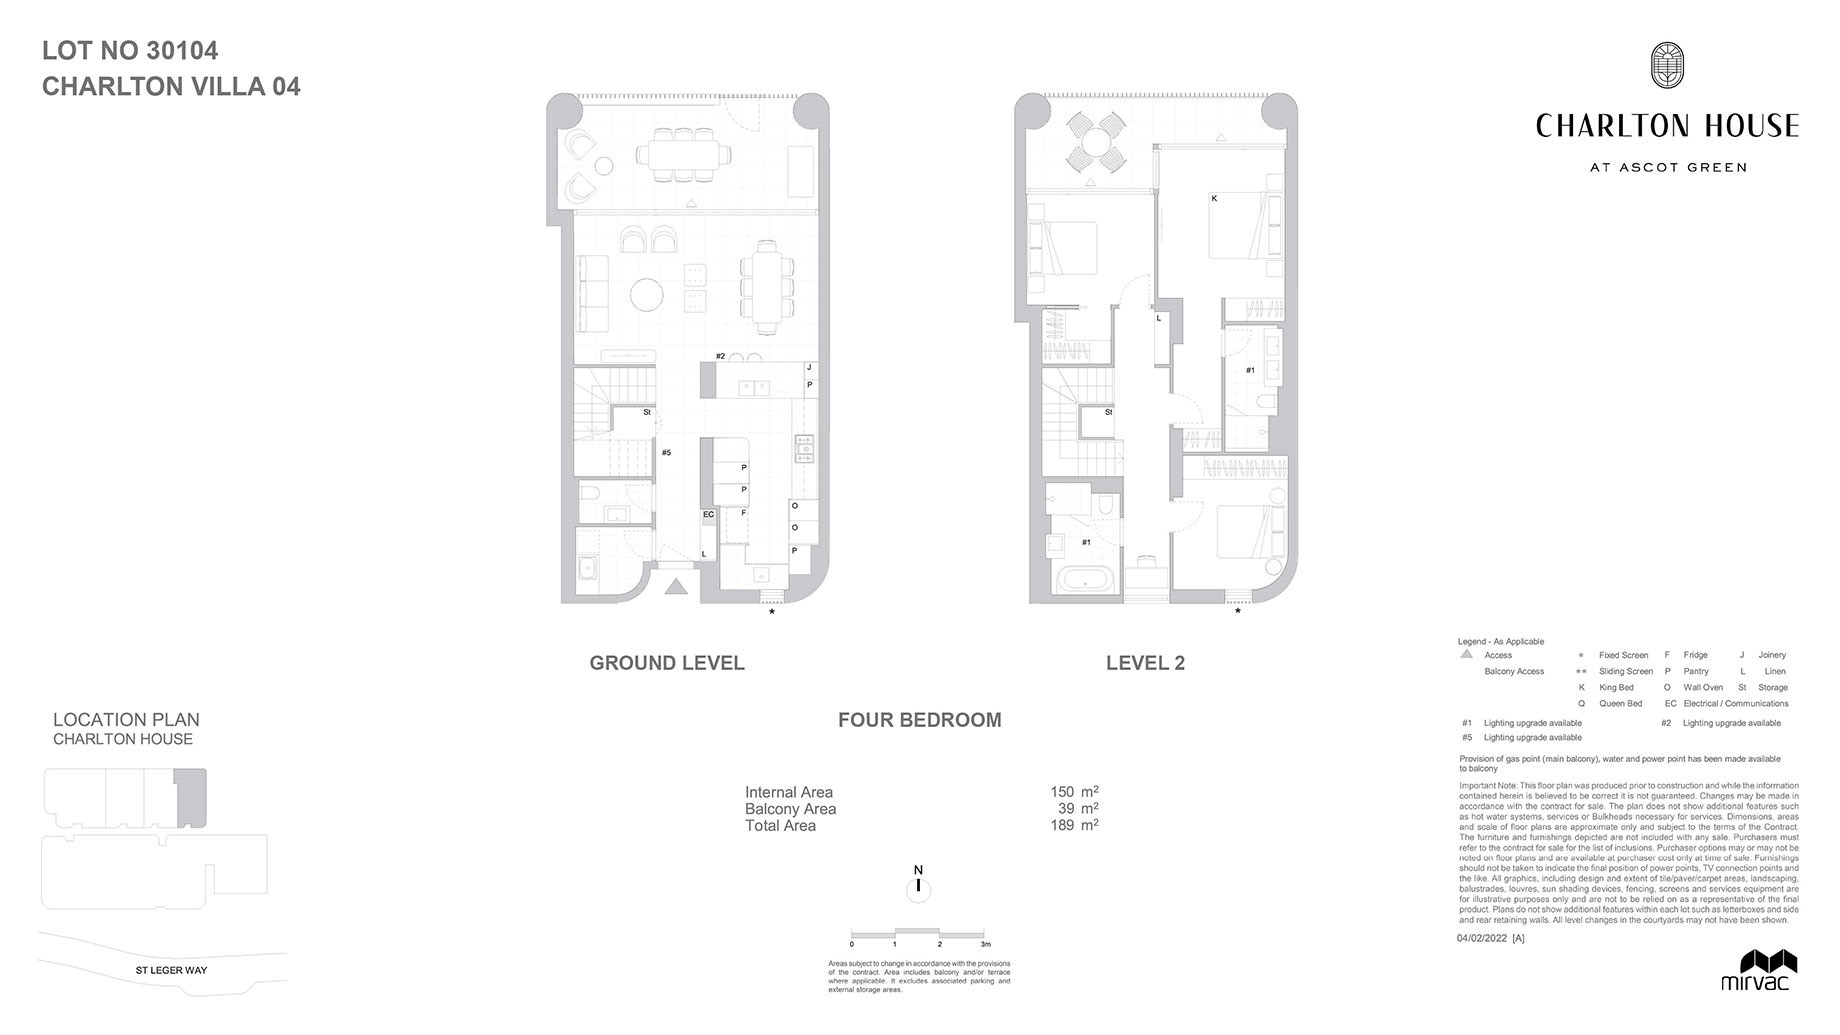 LOT NO 30104
CHARLTON VILLA 04
CHARLTON HOUSE
AT ASCOT GREEN
#2
J
P
St
#5
P
P
F
EC
L
O
O
P
*
K
L
#1
St
#1
*
GROUND LEVEL
LEVEL 2
FOUR BEDROOM
Internal Area 150 m²
Balcony Area 39 m²
Total Area 189 m²
N
0 1 2 3m
Areas subject to change in accordance with the provisions
of the contract. Area includes balcony and/or terrace
where applicable. It excludes associated parking and
external storage areas.
LOCATION PLAN
CHARLTON HOUSE
ST LEGER WAY
Legend - As Applicable
Access * Fixed Screen F Fridge J Joinery
Balcony Access ** Sliding Screen P Pantry L Linen
K King Bed O Wall Oven St Storage
Q Queen Bed EC Electrical / Communications
#1 Lighting upgrade available #2 Lighting upgrade available
#5 Lighting upgrade available
Provision of gas point (main balcony), water and power point has been made available
to balcony
Important Note: This floor plan was produced prior to construction and while the information
contained herein is believed to be correct it is not guaranteed. Changes may be made in
accordance with the contract for sale. The plan does not show additional features such
as hot water systems, services or Bulkheads necessary for services. Dimensions, areas
and scale of floor plans are approximate only and subject to the terms of the Contract.
The furniture and furnishings depicted are not included with any sale. Purchasers must
refer to the contract for sale for the list of inclusions. Purchaser options may or may not be
noted on floor plans and are available at purchaser cost only at time of sale. Furnishings
should not be taken to indicate the final position of power points, TV connection points and
the like. All graphics, including design and extent of tile/paver/carpet areas, landscaping,
balustrades, louvres, sun shading devices, fencing, screens and services equipment are
for illustrative purposes only and are not to be relied on as a representative of the final
product. Plans do not show additional features within each lot such as letterboxes and side
and rear retaining walls. All level changes in the courtyards may not have been shown.
04/02/2022 [A]
mirvac